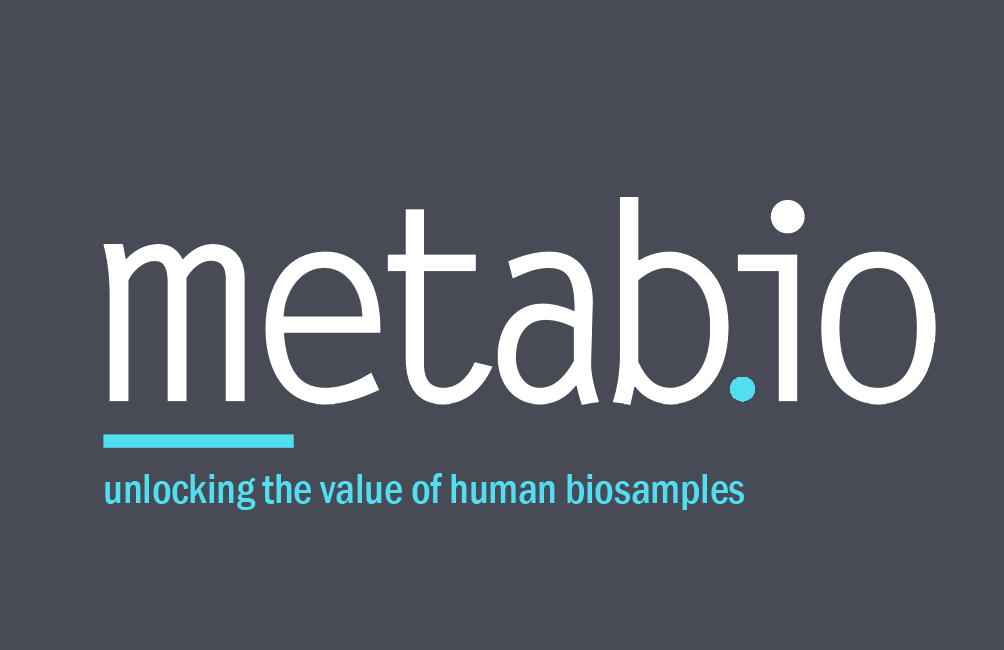 metab.io
unlocking the value of human biosamples